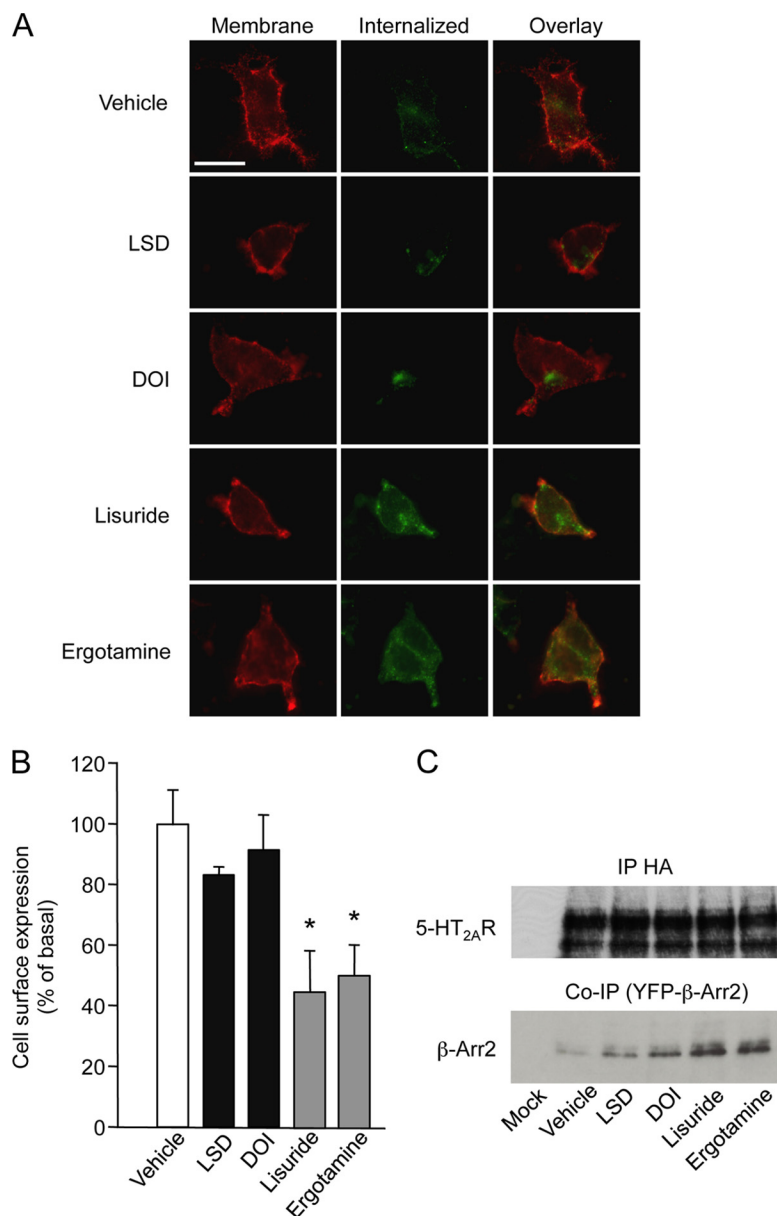 A
Membrane Internalized Overlay
Vehicle
LSD
DOI
Lisuride
Ergotamine
B
Cell surface expression
(% of basal)
120
100
80
60
40
20
0
* *
Vehicle
LSD
DOI
Lisuride
Ergotamine
C
IP HA
5-HT2AR
Co-IP (YFP-β-Arr2)
β-Arr2
Mock
Vehicle
LSD
DOI
Lisuride
Ergotamine